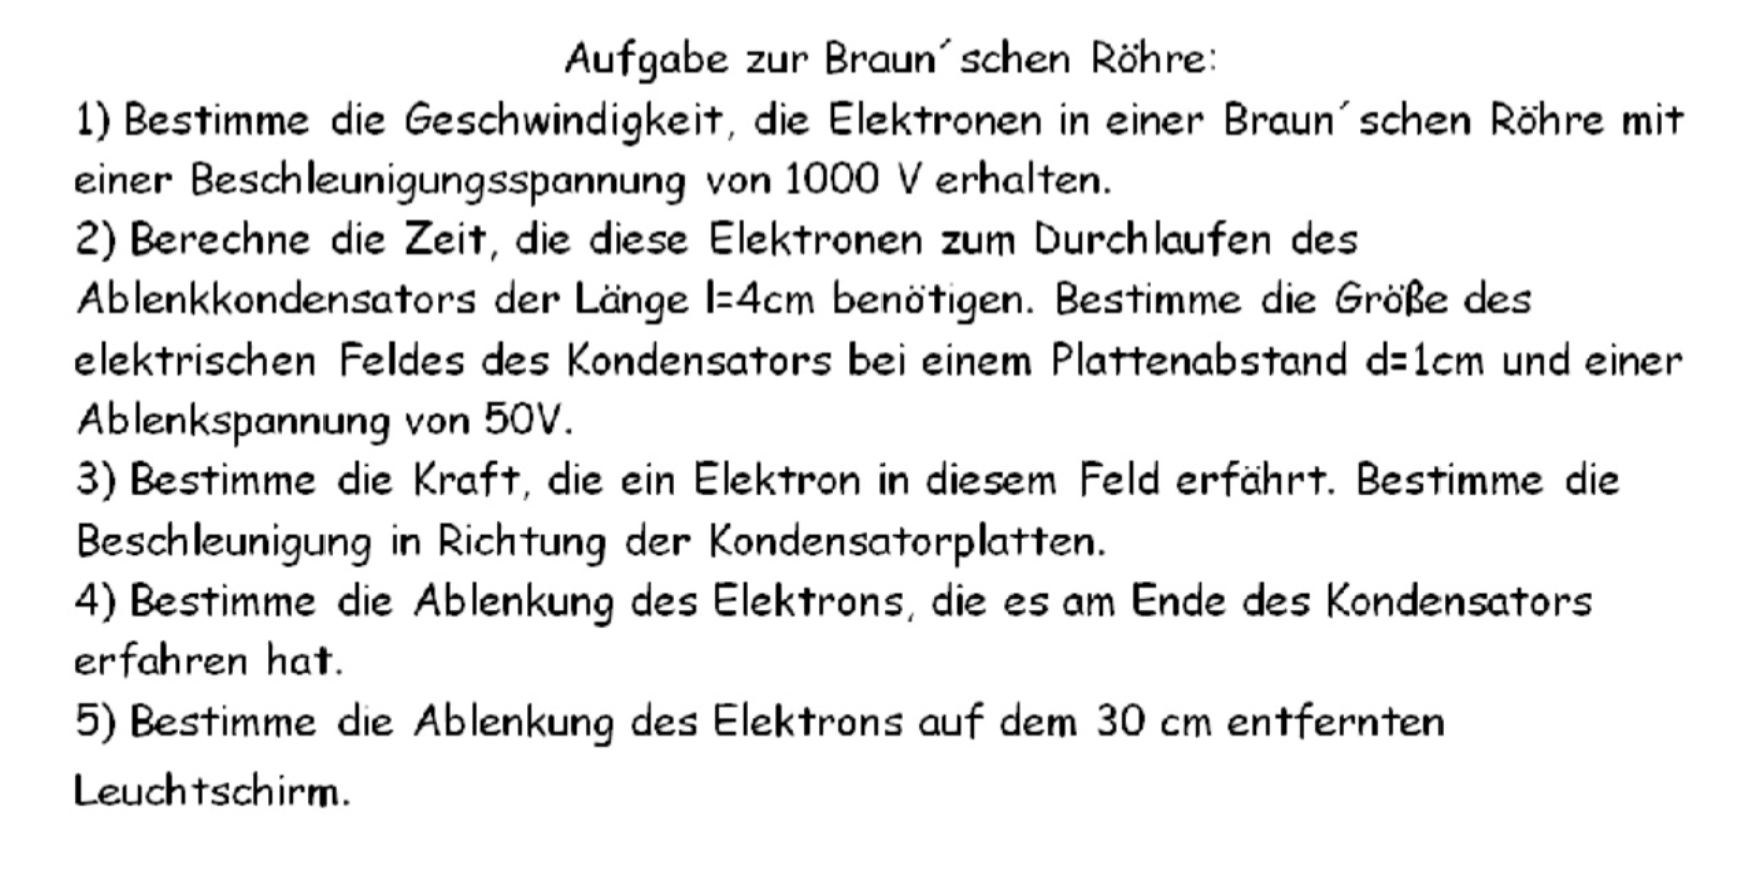 Aufgabe zur Braun´schen Röhre:
1) Bestimme die Geschwindigkeit, die Elektronen in einer Braun´schen Röhre mit
einer Beschleunigungsspannung von 1000 V erhalten.
2) Berechne die Zeit, die diese Elektronen zum Durchlaufen des
Ablenkkondensators der Länge l=4cm benötigen. Bestimme die Größe des
elektrischen Feldes des Kondensators bei einem Plattenabstand d=1cm und einer
Ablenkspannung von 50V.
3) Bestimme die Kraft, die ein Elektron in diesem Feld erfährt. Bestimme die
Beschleunigung in Richtung der Kondensatorplatten.
4) Bestimme die Ablenkung des Elektrons, die es am Ende des Kondensators
erfahren hat.
5) Bestimme die Ablenkung des Elektrons auf dem 30 cm entfernten
Leuchtschirm.